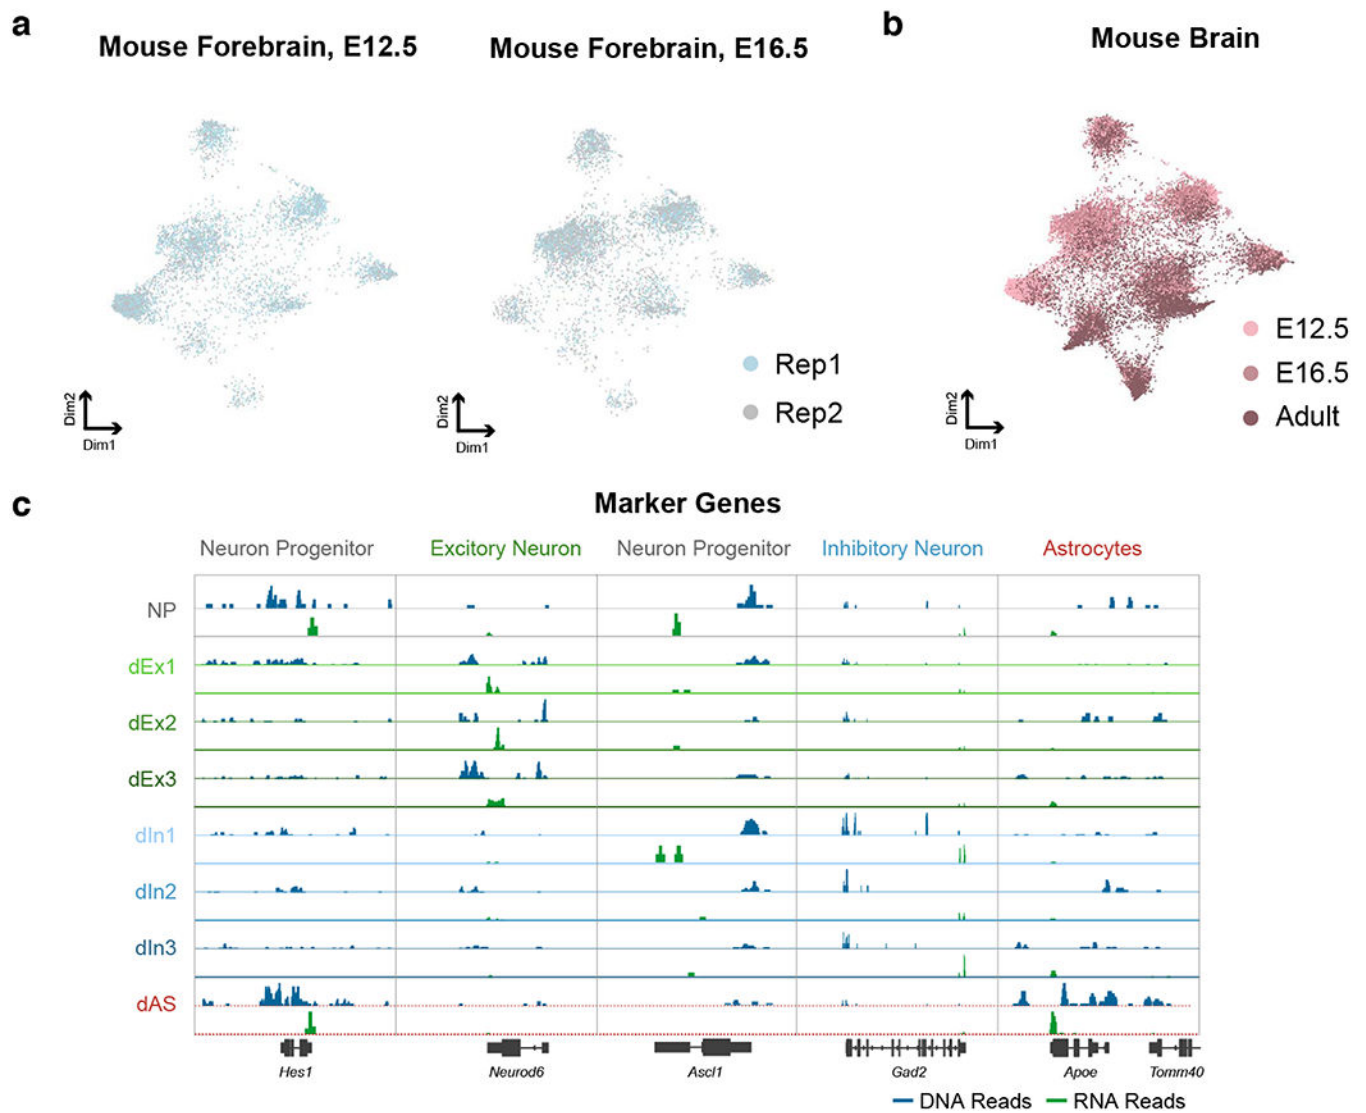 a
Mouse Forebrain, E12.5
Mouse Forebrain, E16.5
b
Mouse Brain
Rep1
Rep2
E12.5
E16.5
Adult
Dim2
Dim1
Dim2
Dim1
Dim2
Dim1
c
Marker Genes
Neuron Progenitor
Excitory Neuron
Neuron Progenitor
Inhibitory Neuron
Astrocytes
NP
dEx1
dEx2
dEx3
dIn1
dIn2
dIn3
dAS
Hes1
Neurod6
Ascl1
Gad2
Apoe
Tomm40
DNA Reads
RNA Reads